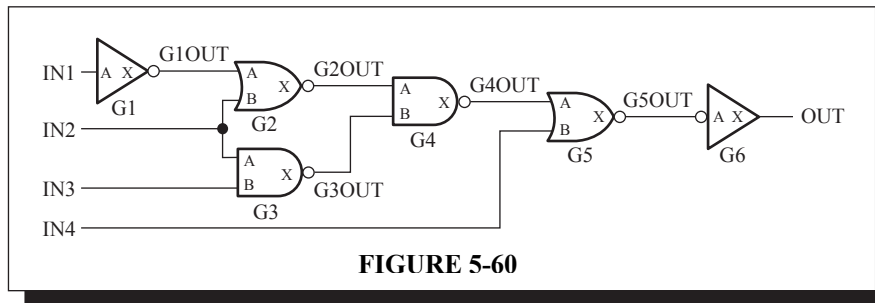 G1OUT
G2OUT
IN1
A X
A
B
X
G4OUT
A
B
X
G1
G5OUT
A
B
X
A X
OUT
IN2
G2
G4
G6
A
B
X
G5
IN3
G3OUT
G3
IN4
FIGURE 5-60